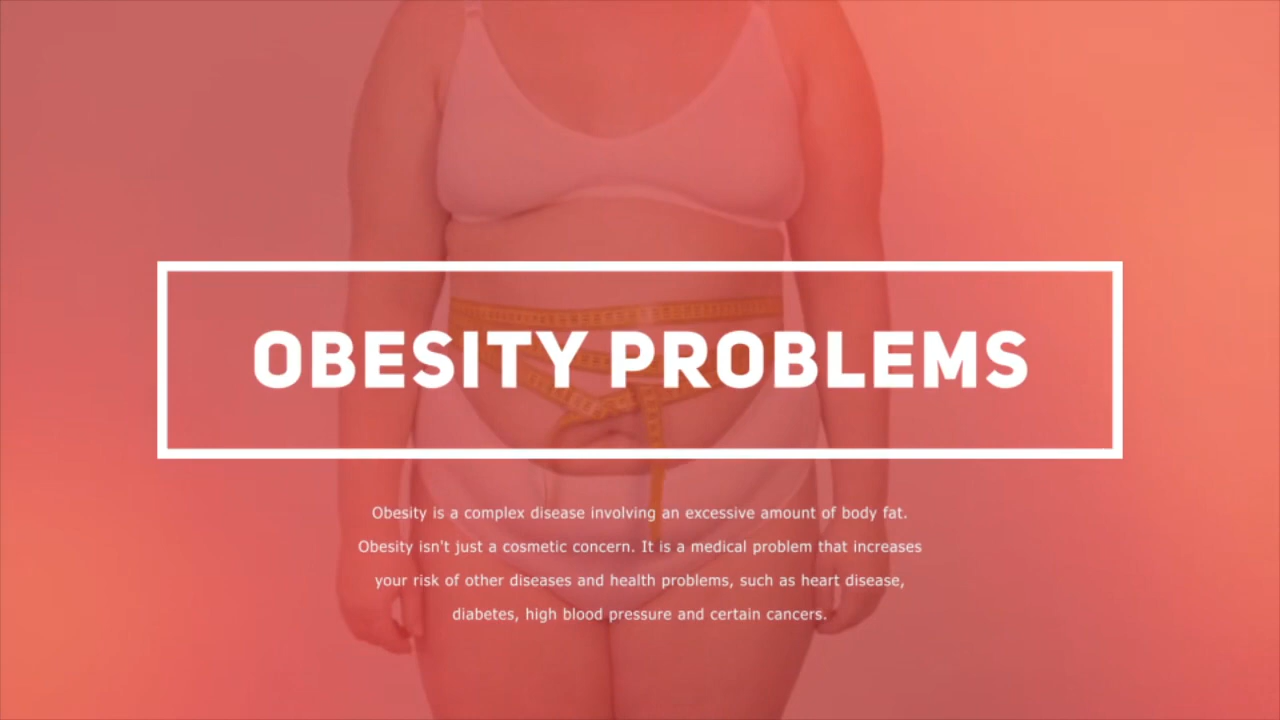 OBESITY PROBLEMS
Obesity is a complex disease involving an excessive amount of body fat.
Obesity isn't just a cosmetic concern. It is a medical problem that increases
your risk of other diseases and health problems, such as heart disease,
diabetes, high blood pressure and certain cancers.